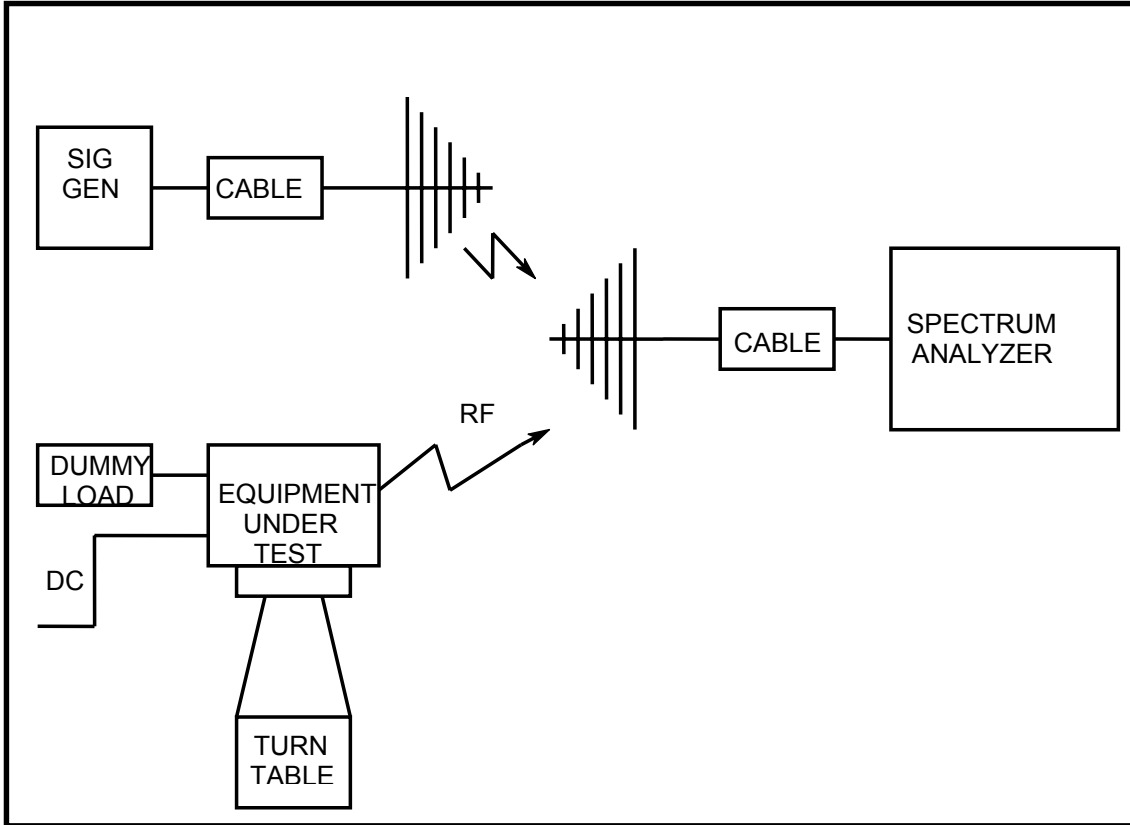 SIG
GEN
CABLE
CABLE
SPECTRUM
ANALYZER
RF
DUMMY
LOAD
EQUIPMENT
UNDER
TEST
DC
TURN
TABLE